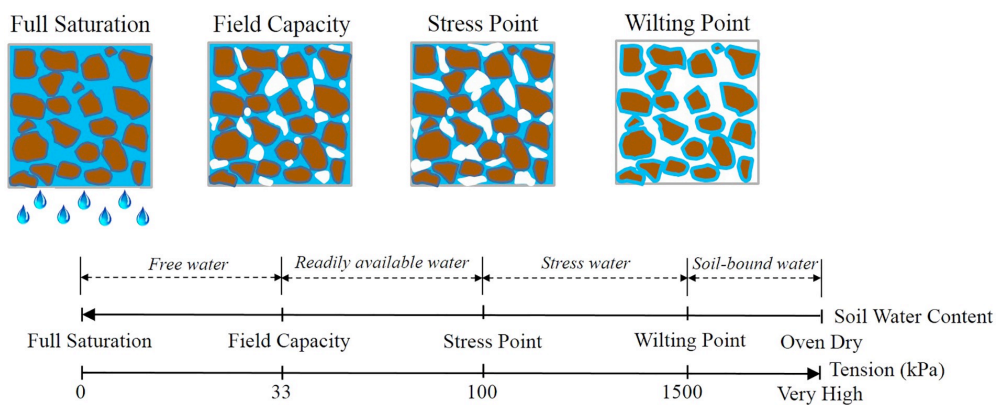 Full Saturation
Field Capacity
Stress Point
Wilting Point
Free water
Readily available water
Stress water
Soil-bound water
Soil Water Content
Full Saturation
Field Capacity
Stress Point
Wilting Point
Oven Dry
Tension (kPa)
0
33
100
1500
Very High